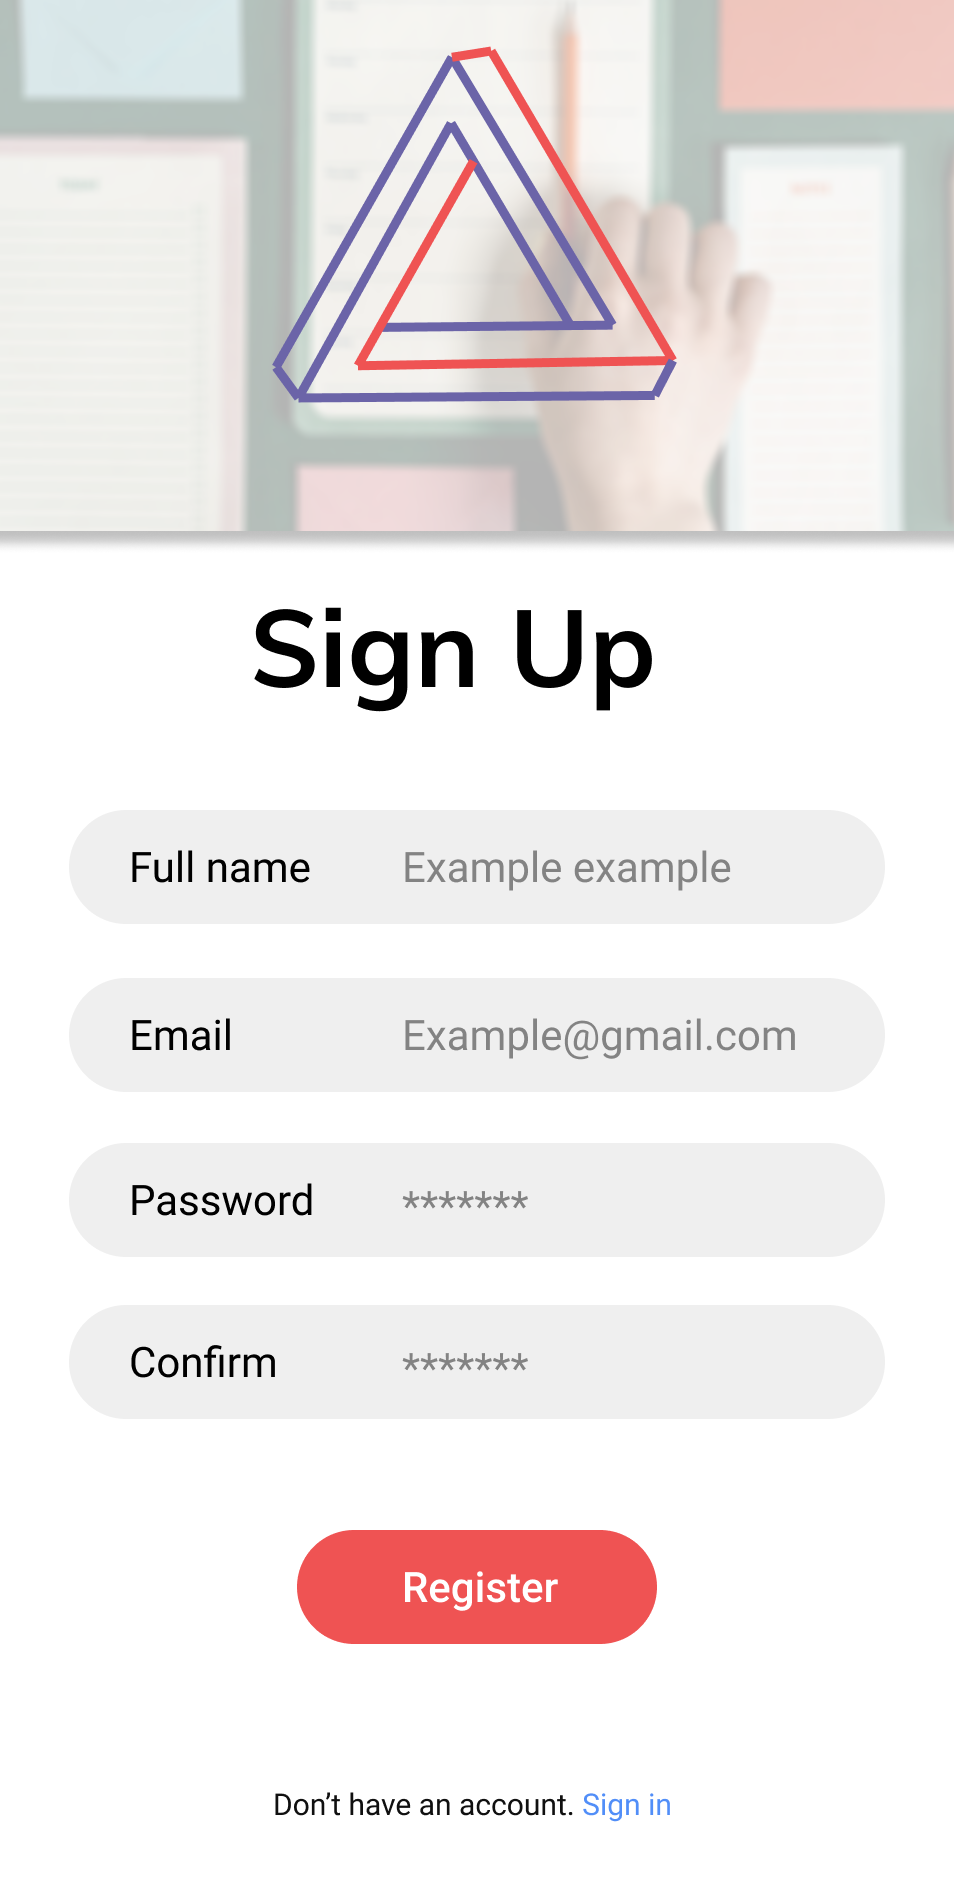 Sign Up
Full name Example example
Email Example@gmail.com
Password *******
Confirm *******
Register
Don’t have an account. Sign in